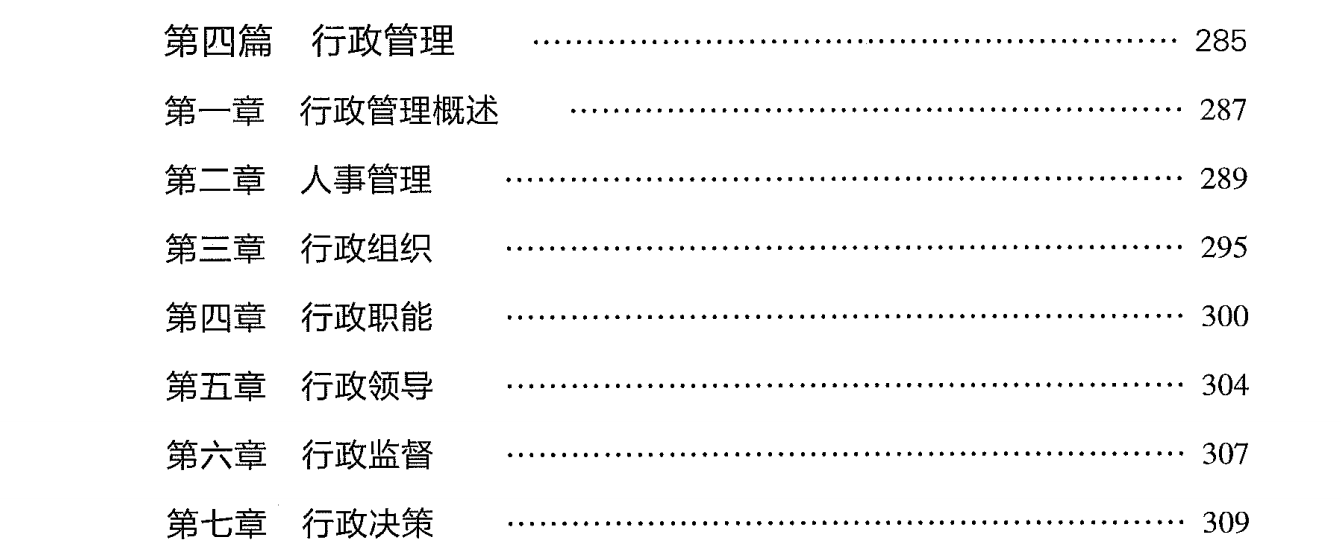 第四篇 行政管理 ………………………………………………………… 285
第一章 行政管理概述 ………………………………………………………… 287
第二章 人事管理 ………………………………………………………… 289
第三章 行政组织 ………………………………………………………… 295
第四章 行政职能 ………………………………………………………… 300
第五章 行政领导 ………………………………………………………… 304
第六章 行政监督 ………………………………………………………… 307
第七章 行政决策 ………………………………………………………… 309